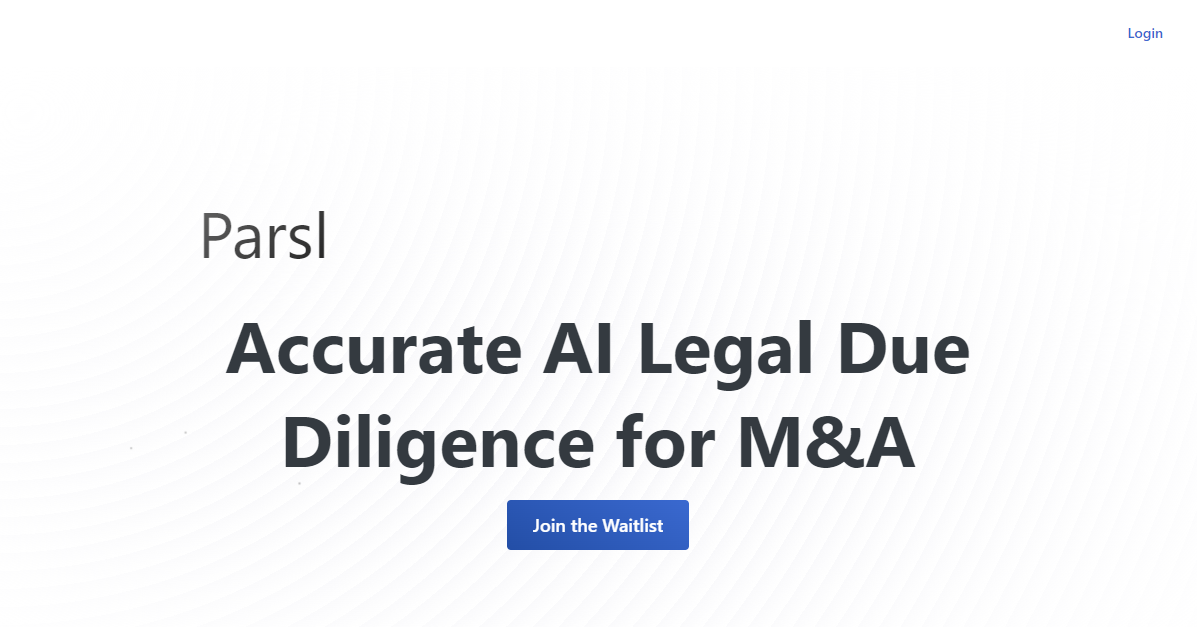 Login
Parsl
Accurate AI Legal Due
Diligence for M&A
Join the Waitlist